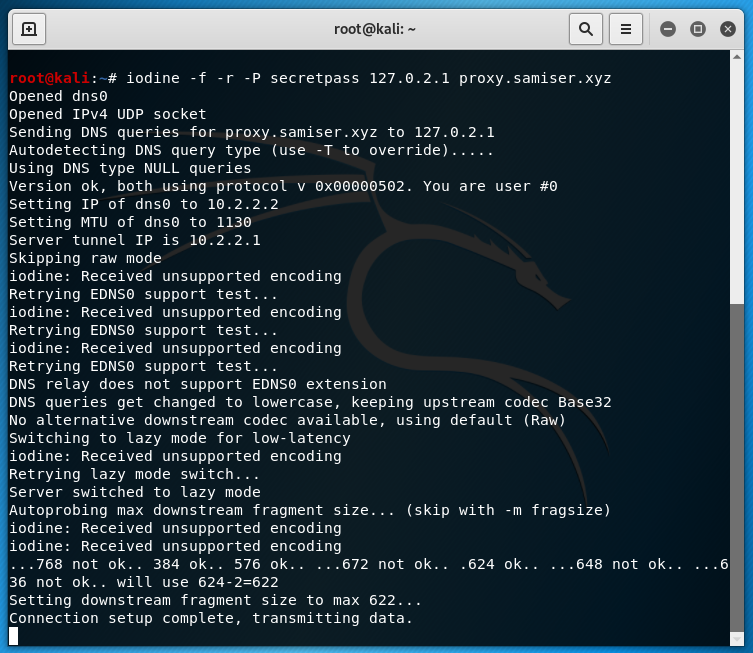 root@kali: ~
root@kali:~# iodine -f -r -P secretpass 127.0.2.1 proxy.samiser.xyz
Opened dns0
Opened IPv4 UDP socket
Sending DNS queries for proxy.samiser.xyz to 127.0.2.1
Autodetecting DNS query type (use -T to override).....
Using DNS type NULL queries
Version ok, both using protocol v 0x00000502. You are user #0
Setting IP of dns0 to 10.2.2.2
Setting MTU of dns0 to 1130
Server tunnel IP is 10.2.2.1
Skipping raw mode
iodine: Received unsupported encoding
Retrying EDNS0 support test...
iodine: Received unsupported encoding
Retrying EDNS0 support test...
iodine: Received unsupported encoding
Retrying EDNS0 support test...
DNS relay does not support EDNS0 extension
DNS queries get changed to lowercase, keeping upstream codec Base32
No alternative downstream codec available, using default (Raw)
Switching to lazy mode for low-latency
iodine: Received unsupported encoding
Retrying lazy mode switch...
Server switched to lazy mode
Autoprobing max downstream fragment size... (skip with -m fragsize)
iodine: Received unsupported encoding
iodine: Received unsupported encoding
...768 not ok.. 384 ok.. 576 ok.. ...672 not ok.. .624 ok.. ...648 not ok.. ...6
36 not ok.. will use 624-2=622
Setting downstream fragment size to max 622...
Connection setup complete, transmitting data.